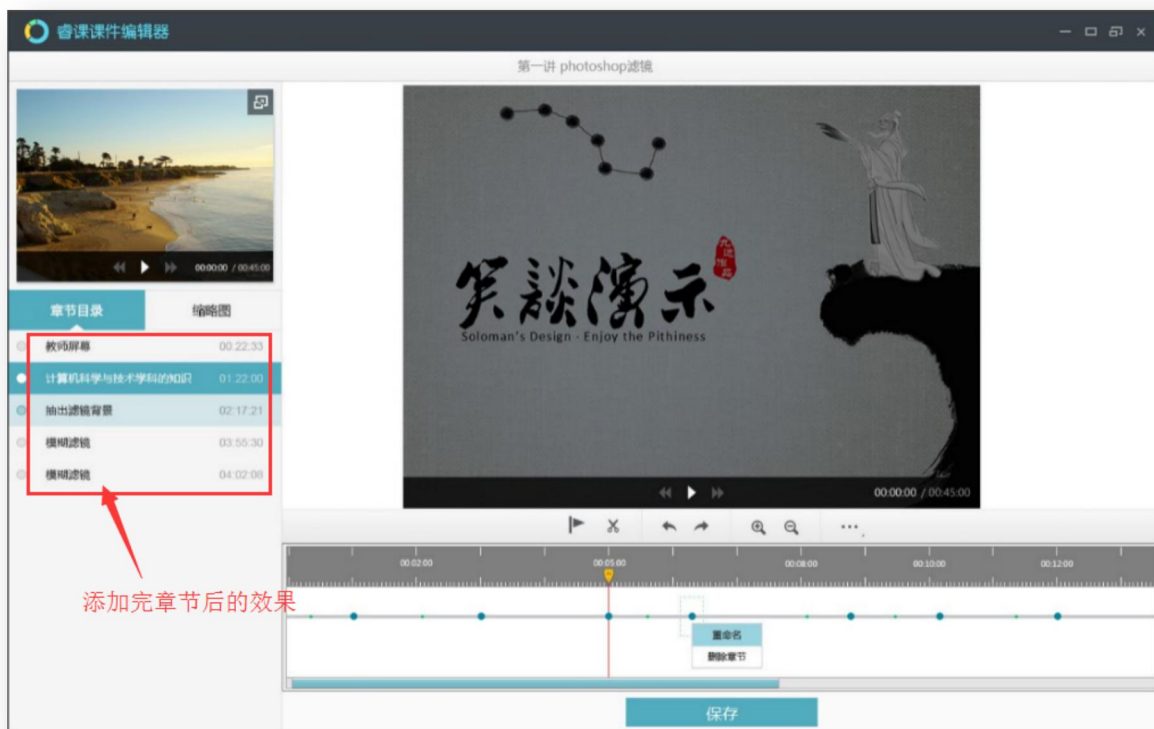 睿课课件编辑器
第一讲 photoshop滤镜
00:00:00 / 00:45:00
章节目录
缩略图
教师屏幕 00:22:33
计算机科学与技术学科的知识 01:22:00
抽出滤镜背景 02:17:21
模糊滤镜 03:55:30
模糊滤镜 04:02:08
添加完章节后的效果
笑談演示
Soloman's Design - Enjoy the Pithiness
00:00:00 / 00:45:00
00:02:00
00:05:00
00:08:00
00:10:00
00:12:00
重命名
删除章节
保存